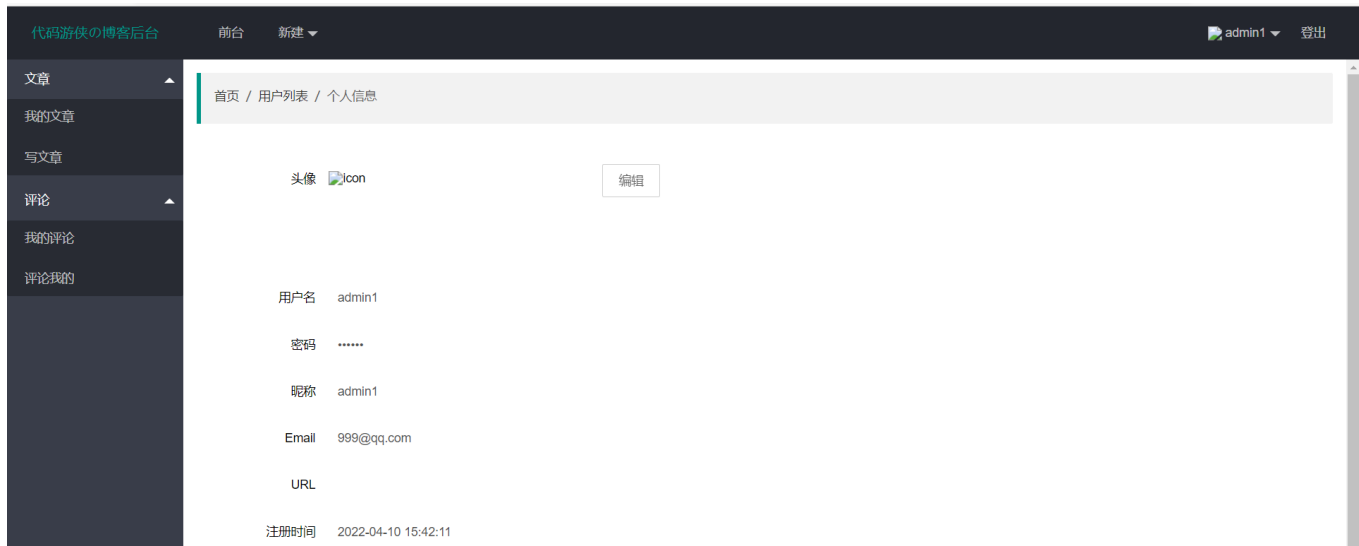 代码游侠の博客后台 前台 新建 admin1 登出
文章
我的文章
写文章
评论
我的评论
评论我的
首页 / 用户列表 / 个人信息
头像 icon 编辑
用户名 admin1
密码 ••••••
昵称 admin1
Email 999@qq.com
URL
注册时间 2022-04-10 15:42:11